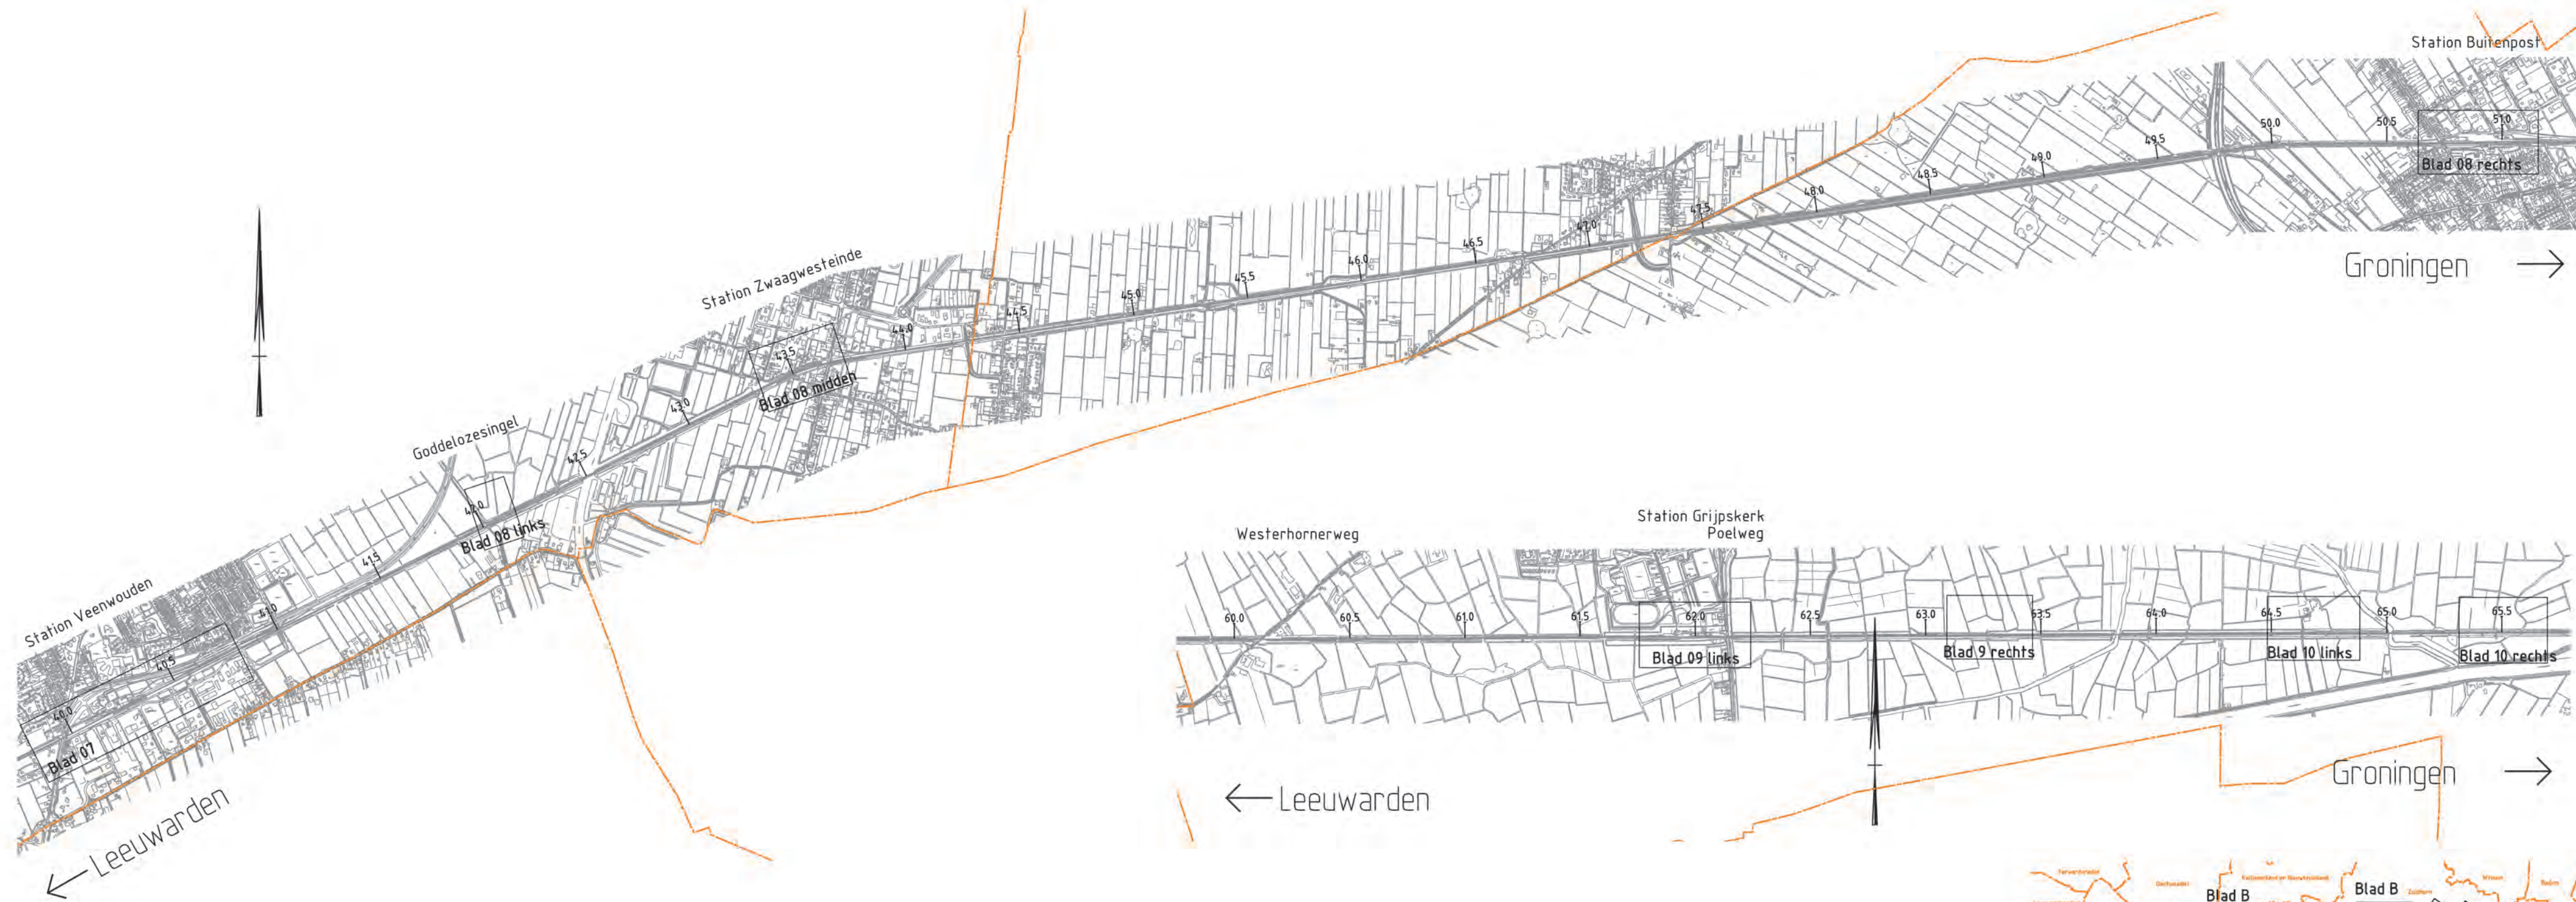 Station Buitenpost
50.0
50.5
51.0
Blad 08 rechts
Groningen
49.5
49.0
48.5
48.0
47.5
47.0
46.5
46.0
45.5
45.0
44.5
44.0
Station Zwaagwesteinde
43.5
Blad 08 midden
43.0
42.5
Goddelozesingel
42.0
Blad 08 links
41.5
41.0
Station Veenwouden
40.5
40.0
Blad 07
Leeuwarden
Westerhornerweg
Station Grijpskerk
Poelweg
60.0
60.5
61.0
61.5
62.0
62.5
63.0
63.5
64.0
64.5
65.0
65.5
Blad 09 links
Blad 9 rechts
Blad 10 links
Blad 10 rechts
Leeuwarden
Groningen
Blad B
Blad B